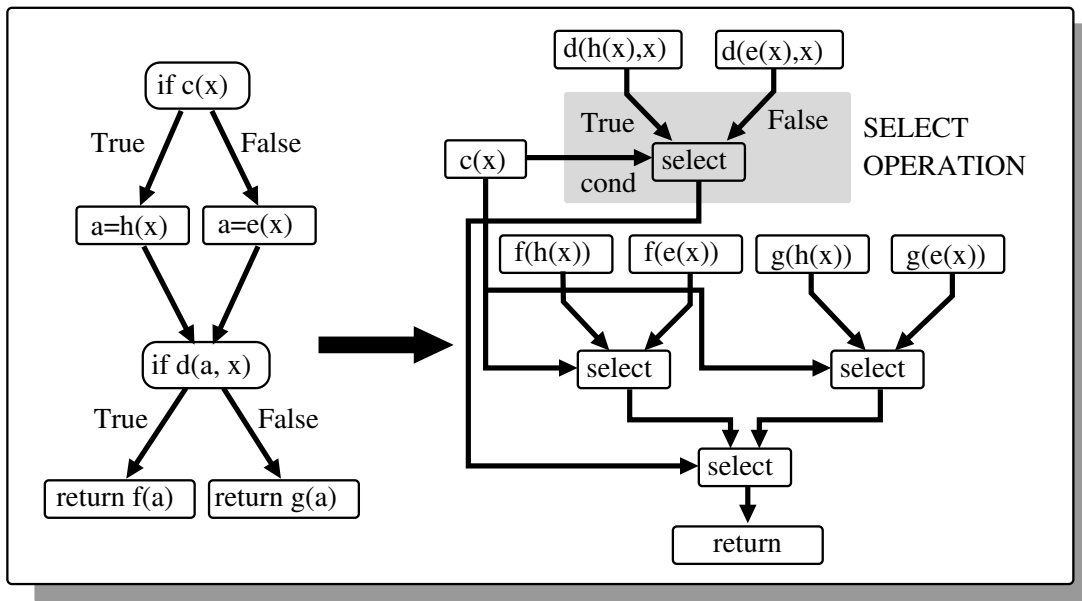 if c(x)
True
False
a=h(x)
a=e(x)
if d(a, x)
True
False
return f(a)
return g(a)
d(h(x),x)
d(e(x),x)
True
False
SELECT
OPERATION
c(x)
cond
select
f(h(x))
f(e(x))
g(h(x))
g(e(x))
select
select
select
return